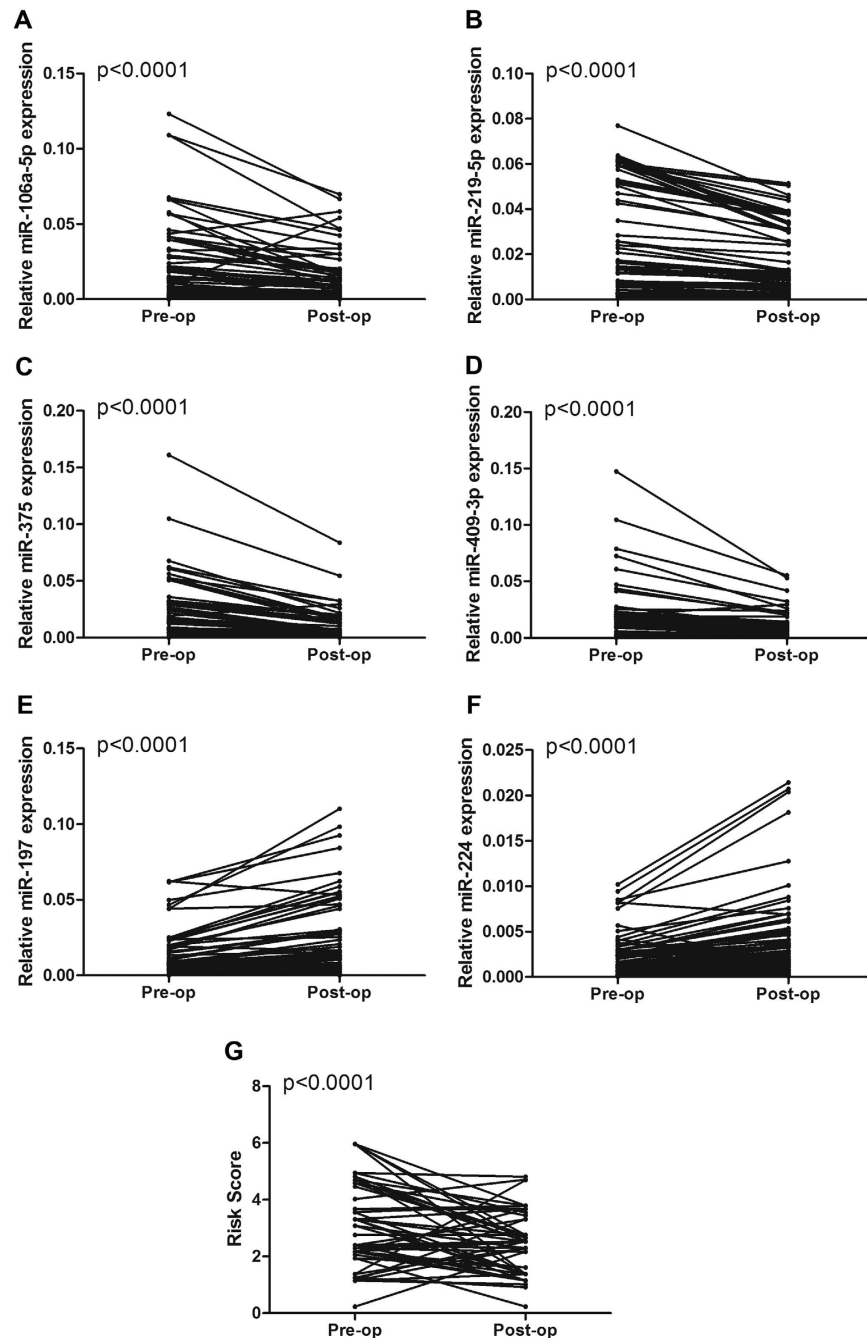 A
p<0.0001
Relative miR-106a-5p expression
0.15
0.10
0.05
0.00
Pre-op
Post-op
B
p<0.0001
Relative miR-219-5p expression
0.10
0.08
0.06
0.04
0.02
0.00
Pre-op
Post-op
C
p<0.0001
Relative miR-375 expression
0.20
0.15
0.10
0.05
0.00
Pre-op
Post-op
D
p<0.0001
Relative miR-409-3p expression
0.20
0.15
0.10
0.05
0.00
Pre-op
Post-op
E
p<0.0001
Relative miR-197 expression
0.15
0.10
0.05
0.00
Pre-op
Post-op
F
p<0.0001
Relative miR-224 expression
0.025
0.020
0.015
0.010
0.005
0.000
Pre-op
Post-op
G
p<0.0001
Risk Score
8
6
4
2
0
Pre-op
Post-op